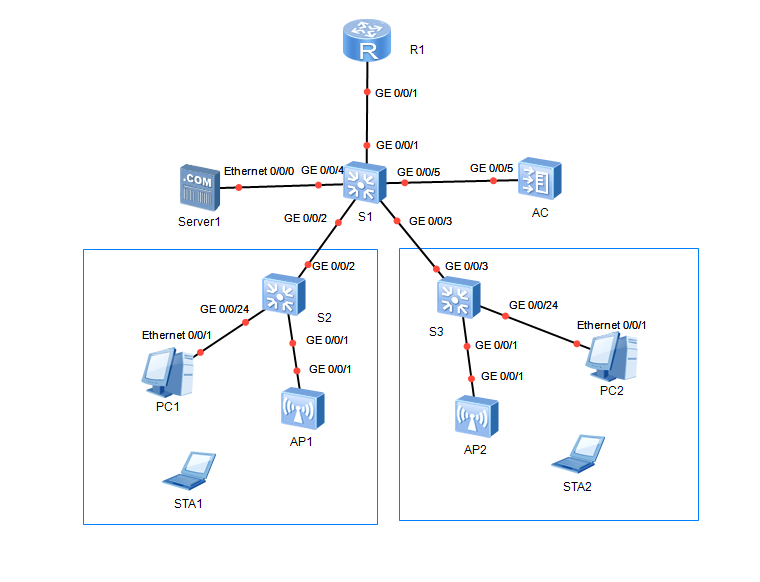 R
R1
GE 0/0/1
GE 0/0/1
Ethernet 0/0/0
GE 0/0/4
GE 0/0/5
GE 0/0/5
.COM
Server1
S1
AC
GE 0/0/2
GE 0/0/3
GE 0/0/2
GE 0/0/3
GE 0/0/24
S2
GE 0/0/24
S3
Ethernet 0/0/1
GE 0/0/1
GE 0/0/1
Ethernet 0/0/1
GE 0/0/1
GE 0/0/1
PC1
PC2
AP1
AP2
STA1
STA2